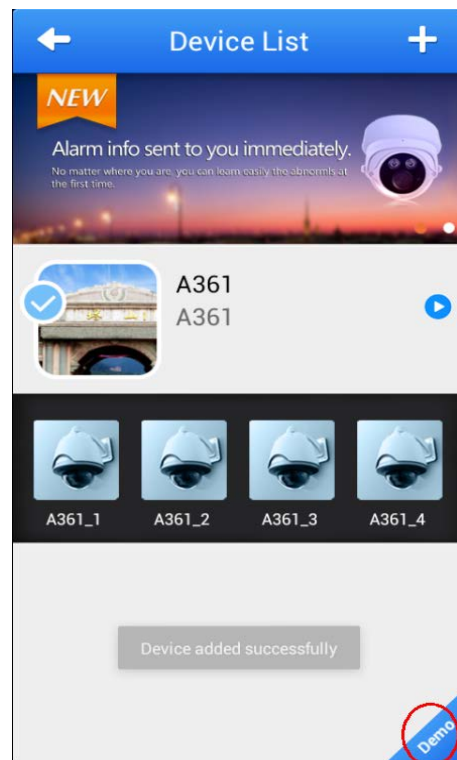 Device List
NEW
Alarm info sent to you immediately.
No matter where you are, you can learn easily the abnormls at
the first time.
A361
A361
A361_1
A361_2
A361_3
A361_4
Device added successfully
Demo